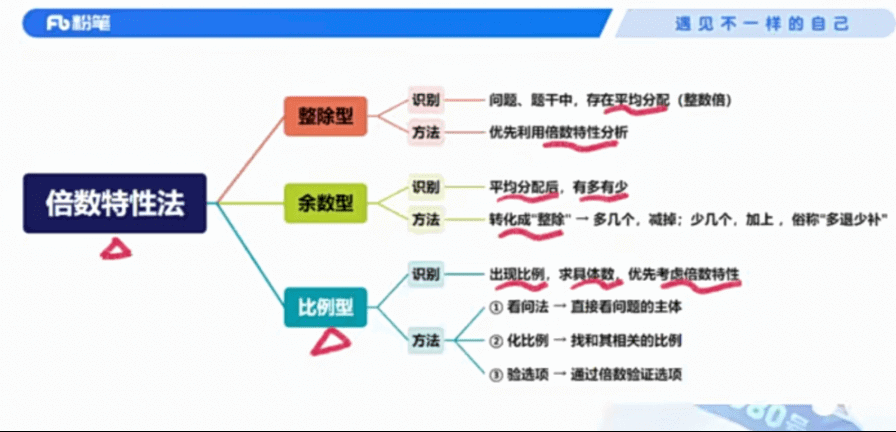 粉笔
遇见不一样的自己
倍数特性法
整除型
识别
问题、题干中，存在平均分配（整数倍）
方法
优先利用倍数特性分析
余数型
识别
平均分配后，有多有少
方法
转化成"整除" → 多几个，减掉；少几个，加上，俗称"多退少补"
比例型
识别
出现比例，求具体数，优先考虑倍数特性
方法
① 看问法 → 直接看问题的主体
② 化比例 → 找和其相关的比例
③ 验选项 → 通过倍数验证选项